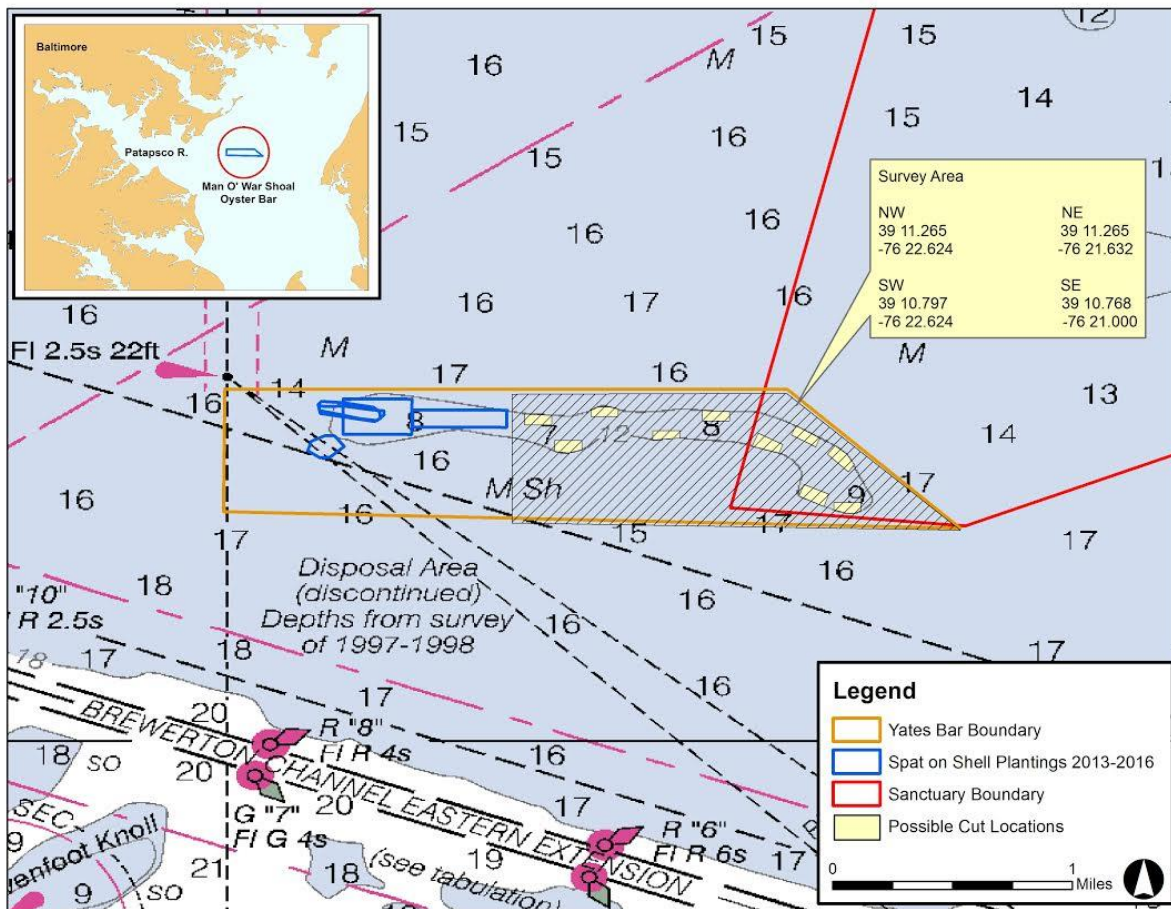 Baltimore
Patapsco R.
Man O' War Shoal
Oyster Bar
12
15
15
16
M
14
15
15
16
15
16
16
16
17
16
Survey Area
NW NE
39 11.265 39 11.265
-76 22.624 -76 21.632
SW SE
39 10.797 39 10.768
-76 22.624 -76 21.000
16
Fl 2.5s 22ft
M
M
17
16
14
13
16
8
7
12
8
14
16
9
17
M Sh
16
16
17
15
17
17
16
Disposal Area
(discontinued)
Depths from survey
of 1997-1998
"10"
R 2.5s
18
16
16
18
17
18
17
17
16
20
R "8"
Fl R 4s
16
BREWERTON CHANNEL EASTERN EXTENSION
18
SO
20
G "7"
Fl G 4s
20
17
R "6"
Fl R 6s
17
SEC
9
venfoot Knoll
9
SO
21
18
(see tabulation)
19
Legend
Yates Bar Boundary
Spat on Shell Plantings 2013-2016
Sanctuary Boundary
Possible Cut Locations
0 1
Miles